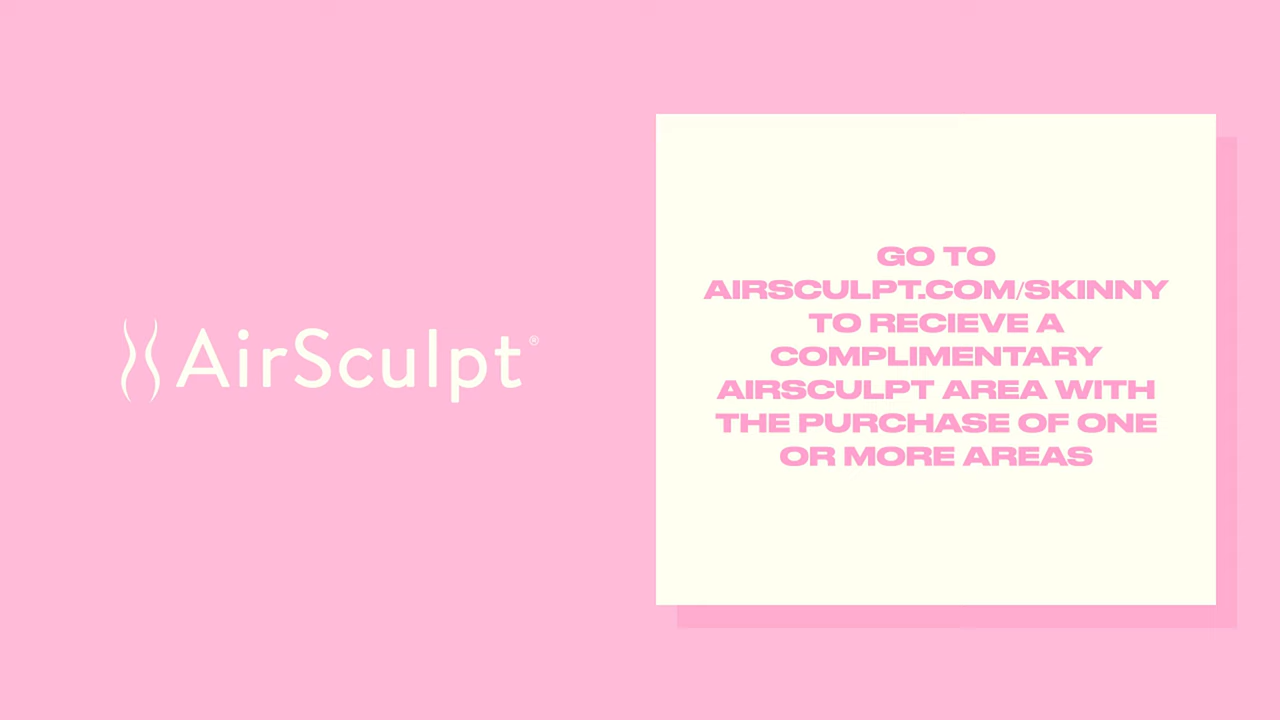 AirSculpt®
GO TO
AIRSCULPT.COM/SKINNY
TO RECIEVE A
COMPLIMENTARY
AIRSCULPT AREA WITH
THE PURCHASE OF ONE
OR MORE AREAS